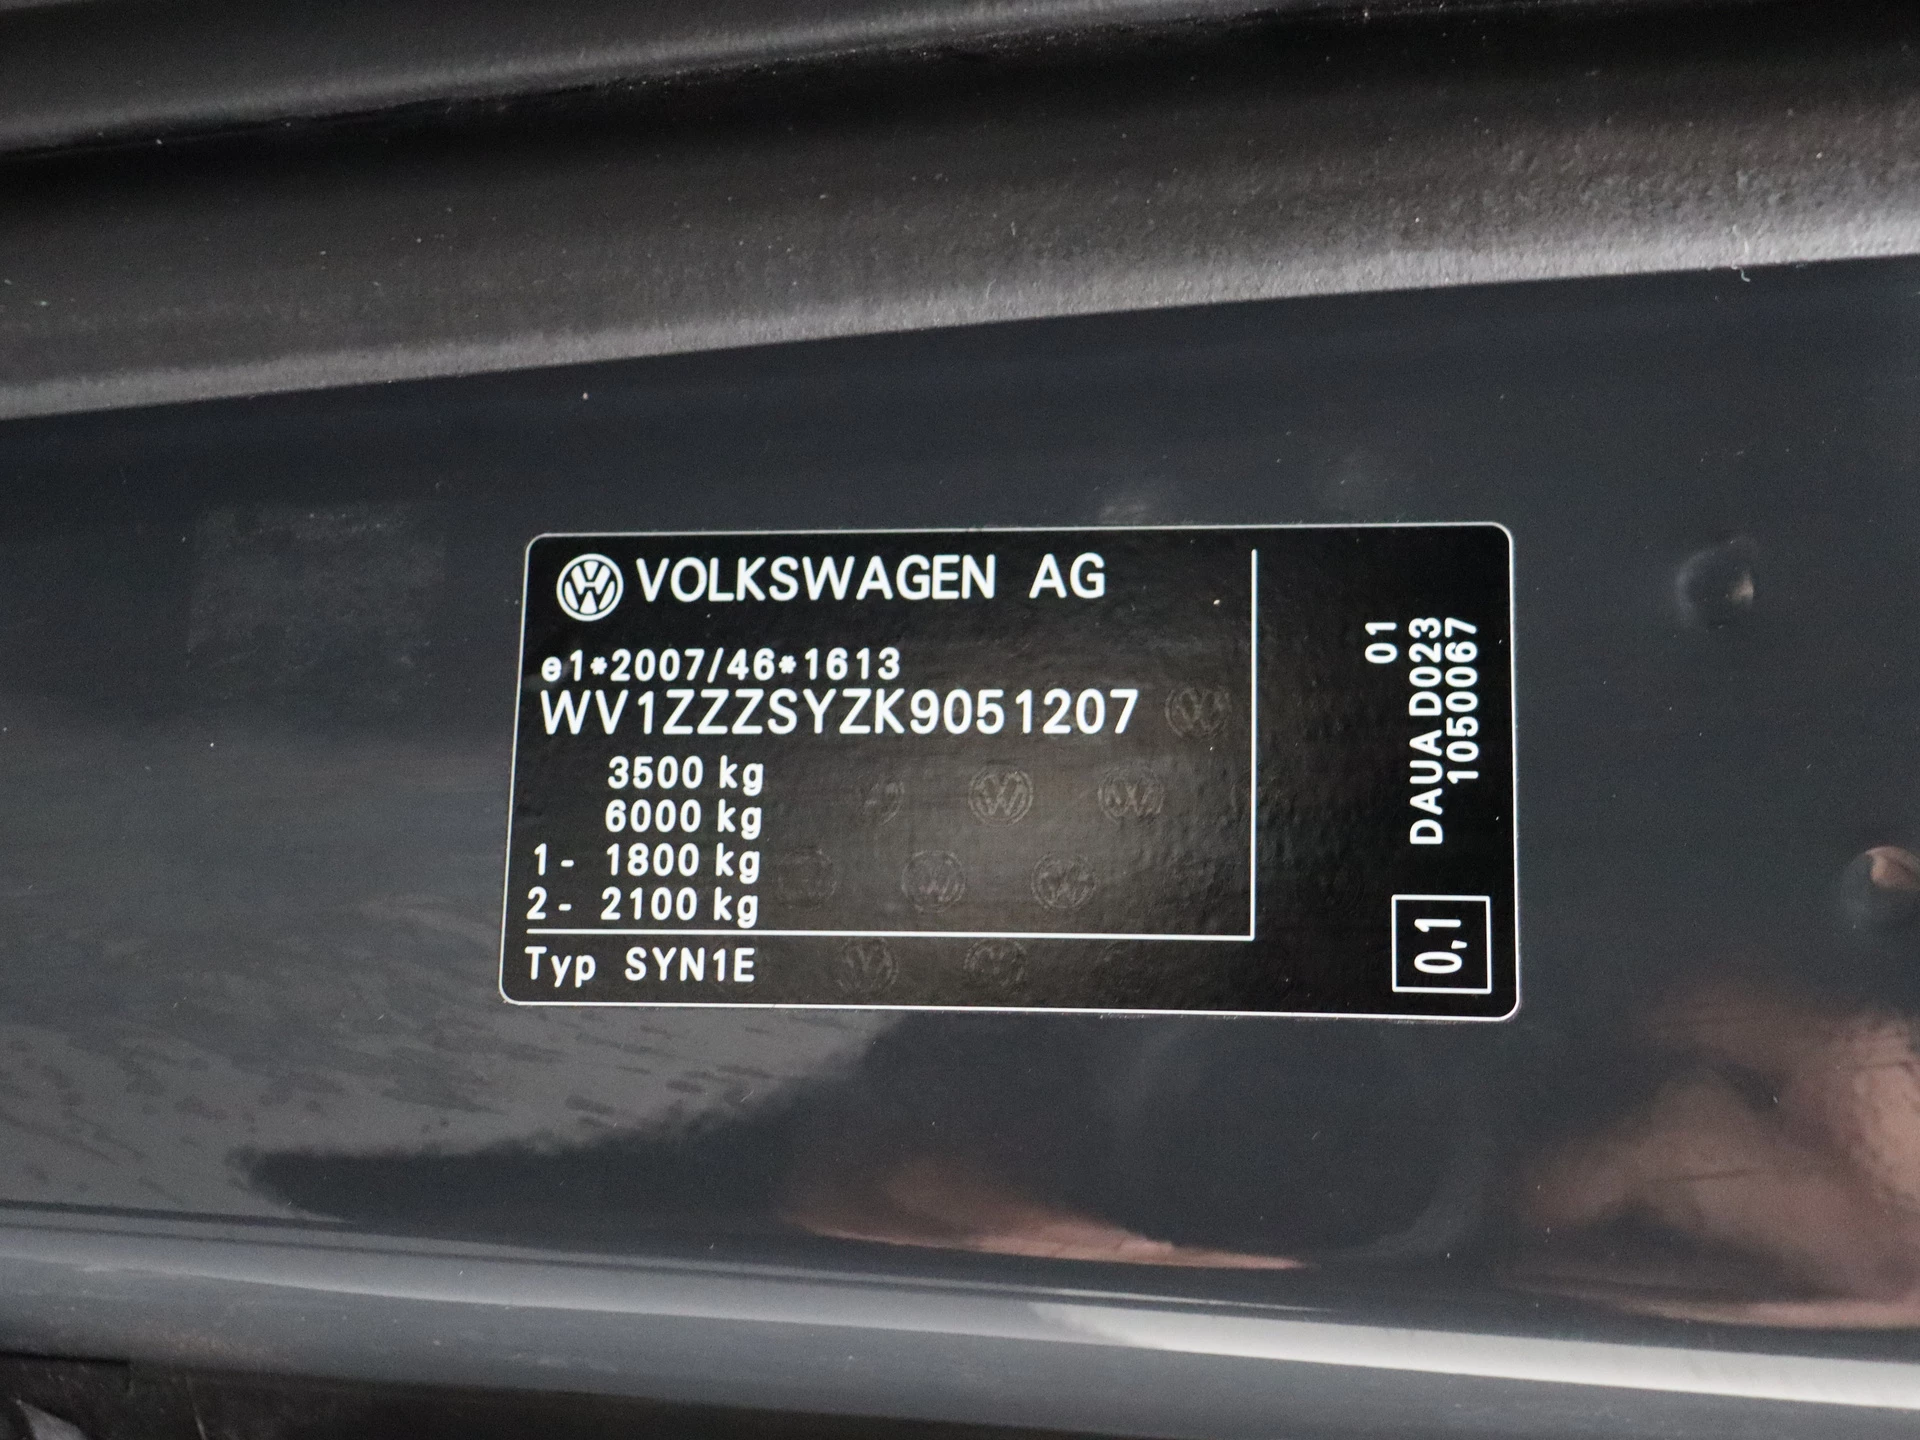 VOLKSWAGEN AG
e1*2007/46*1613
WV1ZZZSYZK9051207
3500 kg
6000 kg
1- 1800 kg
2- 2100 kg
Typ SYN1E
01
DAUA D023
1050067
0,1